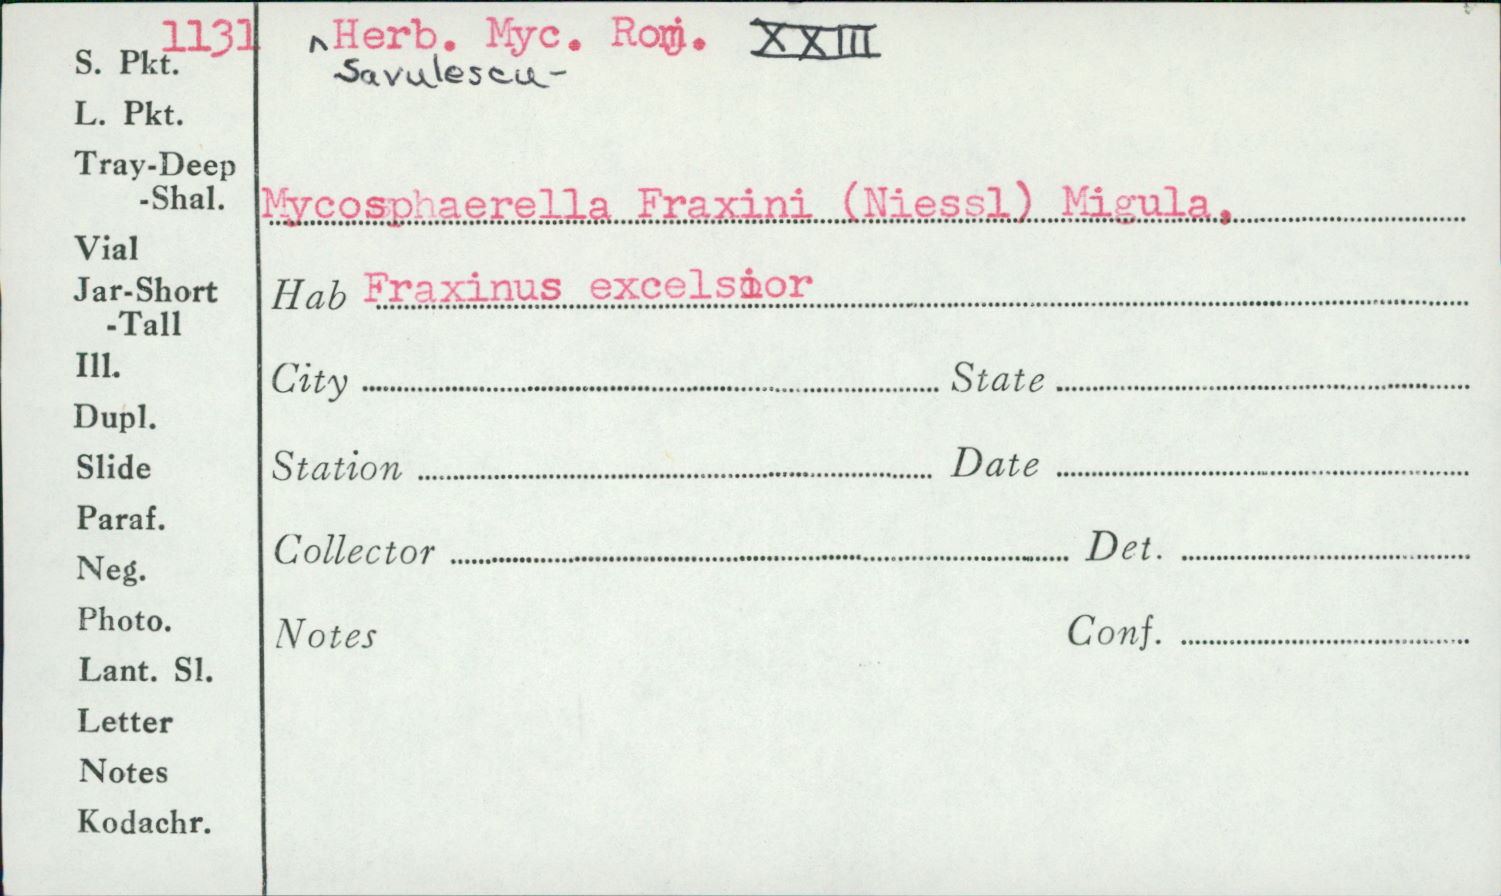 1131 ^Herb. Myc. Rom. XXIII
Savulescu-
S. Pkt.
L. Pkt.
Tray-Deep
-Shal.
Mycosphaerella Fraxini (Niessl) Migula.
Vial
Jar-Short
-Tall
Hab Fraxinus excelsior
Ill.
City State
Dupl.
Slide
Station Date
Paraf.
Collector Det.
Neg.
Photo.
Notes Conf.
Lant. Sl.
Letter
Notes
Kodachr.